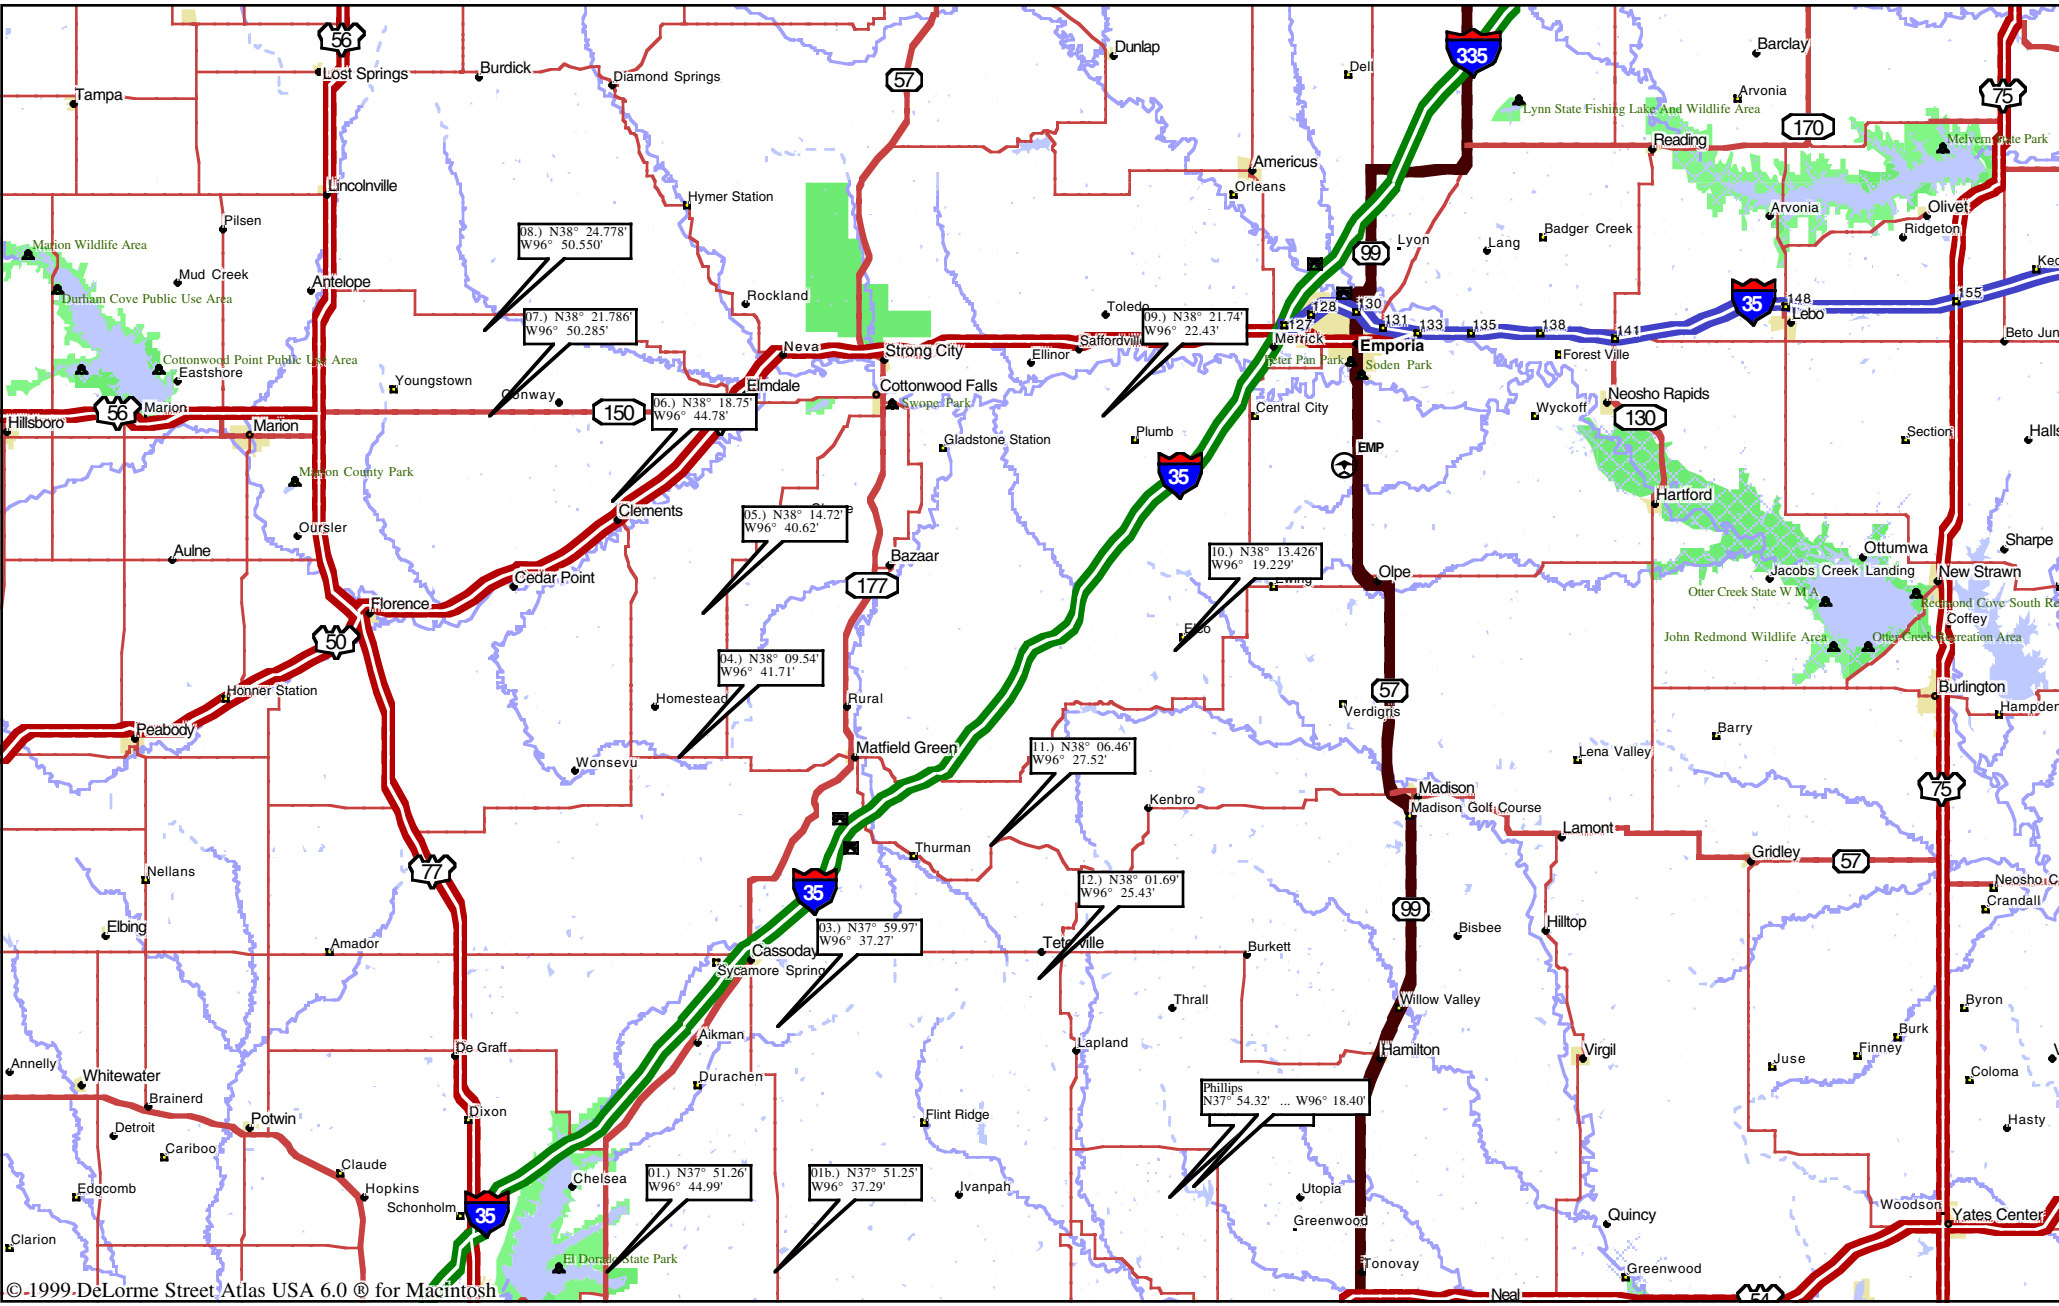 56
335
Dunlap
Barclay
Lost Springs
Burdick
Diamond Springs
57
Dell
Tampa
Arvonia
75
Lynn State Fishing Lake And Wildlife Area
170
Reading
Melvern State Park
Americus
Orleans
Lincolnville
Hymer Station
Pilsen
Arvonia
Olivet
Ridgeton
08.) N38° 24.778'
W96° 50.550'
Badger Creek
Lyon
Lang
99
Marion Wildlife Area
Mud Creek
Antelope
Durham Cove Public Use Area
Rockland
Toledo
07.) N38° 21.786'
W96° 50.285'
09.) N38° 21.74'
W96° 22.43'
127
128
130
131
133
135
138
141
35
148
Lebo
155
Beto Jun
Neva
Strong City
Ellinor
Saffordville
Merrick
Emporia
Forest Ville
Peter Pan Park
Soden Park
Cottonwood Point Public Use Area
Eastshore
Youngstown
Conway
Elmdale
Cottonwood Falls
Swope Park
56
Marion
150
06.) N38° 18.75'
W96° 44.78'
Central City
Wyckoff
Neosho Rapids
130
Hillsboro
Marion
Gladstone Station
Plumb
Section
Halls
EMP
Marion County Park
35
Hartford
Clements
05.) N38° 14.72'
W96° 40.62'
Oursler
Aulne
Bazaar
10.) N38° 13.426'
W96° 19.229'
Ewing
Olpe
Ottumwa
Sharpe
Jacobs Creek Landing
New Strawn
Cedar Point
177
Otter Creek State W M A
Redmond Cove South Re
Florence
Coffey
50
Elco
John Redmond Wildlife Area
Otter Creek Recreation Area
04.) N38° 09.54'
W96° 41.71'
Honner Station
Homestead
Rural
57
Verdigris
Burlington
Hampden
Peabody
Barry
Matfield Green
11.) N38° 06.46'
W96° 27.52'
Lena Valley
Wonsevu
Kenbro
Madison
Madison Golf Course
75
Lamont
Thurman
Gridley
57
77
Nellans
35
12.) N38° 01.69'
W96° 25.43'
Neosho C
Crandall
99
Elbing
Amador
03.) N37° 59.97'
W96° 37.27'
Cassoday
Sycamore Spring
Teterville
Burkett
Bisbee
Hilltop
Thrall
Willow Valley
Byron
Aikman
Burk
De Graff
Lapland
Hamilton
Virgil
Finney
Juse
Annelly
Whitewater
Durachen
Coloma
Phillips
N37° 54.32' ... W96° 18.40'
Brainerd
Potwin
Dixon
Flint Ridge
Detroit
Hasty
Cariboo
Claude
01.) N37° 51.26'
W96° 44.99'
01b.) N37° 51.25'
W96° 37.29'
Edgcomb
Hopkins
Chelsea
Ivanpah
Utopia
Schonholm
35
Greenwood
Quincy
Woodson
Yates Center
Clarion
El Dorado State Park
Tonovay
Greenwood
© 1999 DeLorme Street Atlas USA 6.0 ® for Macintosh
Neal
54